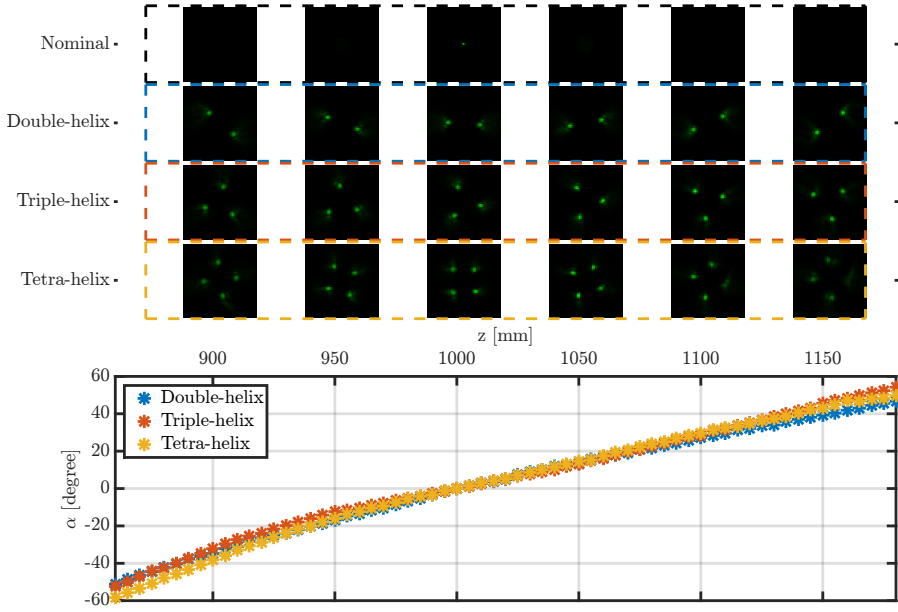 Nominal
Double-helix
Triple-helix
Tetra-helix
z [mm]
900 950 1000 1050 1100 1150
60
40
20
0
-20
-40
-60
α [degree]
Double-helix
Triple-helix
Tetra-helix